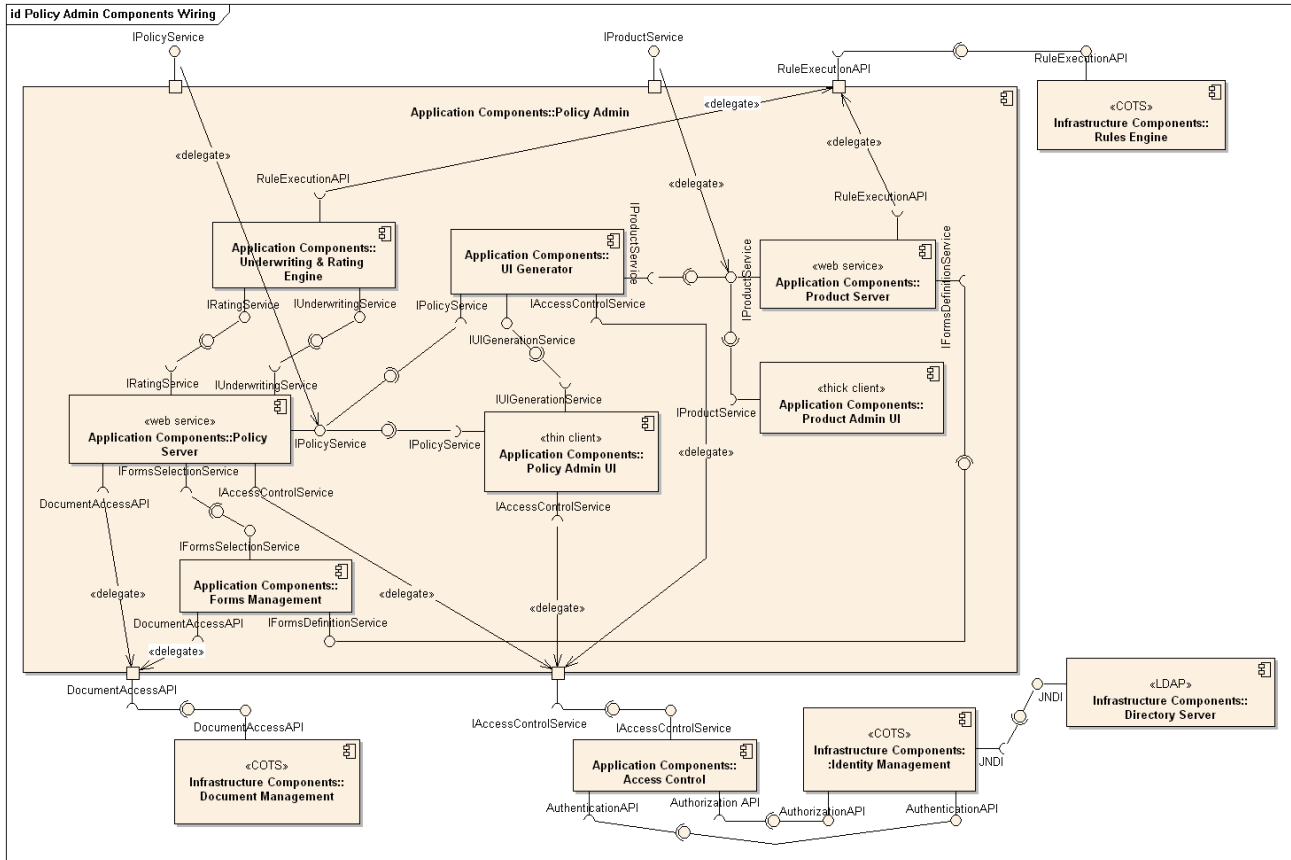 id Policy Admin Components Wiring
IPolicyService
IProductService
RuleExecutionAPI
RuleExecutionAPI
«COTS»
Infrastructure Components::
Rules Engine
Application Components::Policy Admin
«delegate»
«delegate»
«delegate»
«delegate»
RuleExecutionAPI
RuleExecutionAPI
Application Components::
Underwriting & Rating
Engine
Application Components::
UI Generator
IProductService
IProductService
«web service»
Application Components::
Product Server
IFormsDefinitionService
IRatingService
IUnderwritingService
IPolicyService
IAccessControlService
IUIGenerationService
IRatingService
IUnderwritingService
IUIGenerationService
«thick client»
Application Components::
Product Admin UI
IProductService
«web service»
Application Components::Policy
Server
IPolicyService
IPolicyService
«thin client»
Application Components::
Policy Admin UI
«delegate»
IFormsSelectionService
IAccessControlService
DocumentAccessAPI
IAccessControlService
IFormsSelectionService
Application Components::
Forms Management
«delegate»
«delegate»
«delegate»
DocumentAccessAPI
IFormsDefinitionService
«delegate»
DocumentAccessAPI
DocumentAccessAPI
«COTS»
Infrastructure Components::
Document Management
IAccessControlService
IAccessControlService
Application Components::
Access Control
AuthenticationAPI
Authorization API
«COTS»
Infrastructure Components:
:Identity Management
AuthorizationAPI
AuthenticationAPI
JNDI
JNDI
«LDAP»
Infrastructure Components::
Directory Server